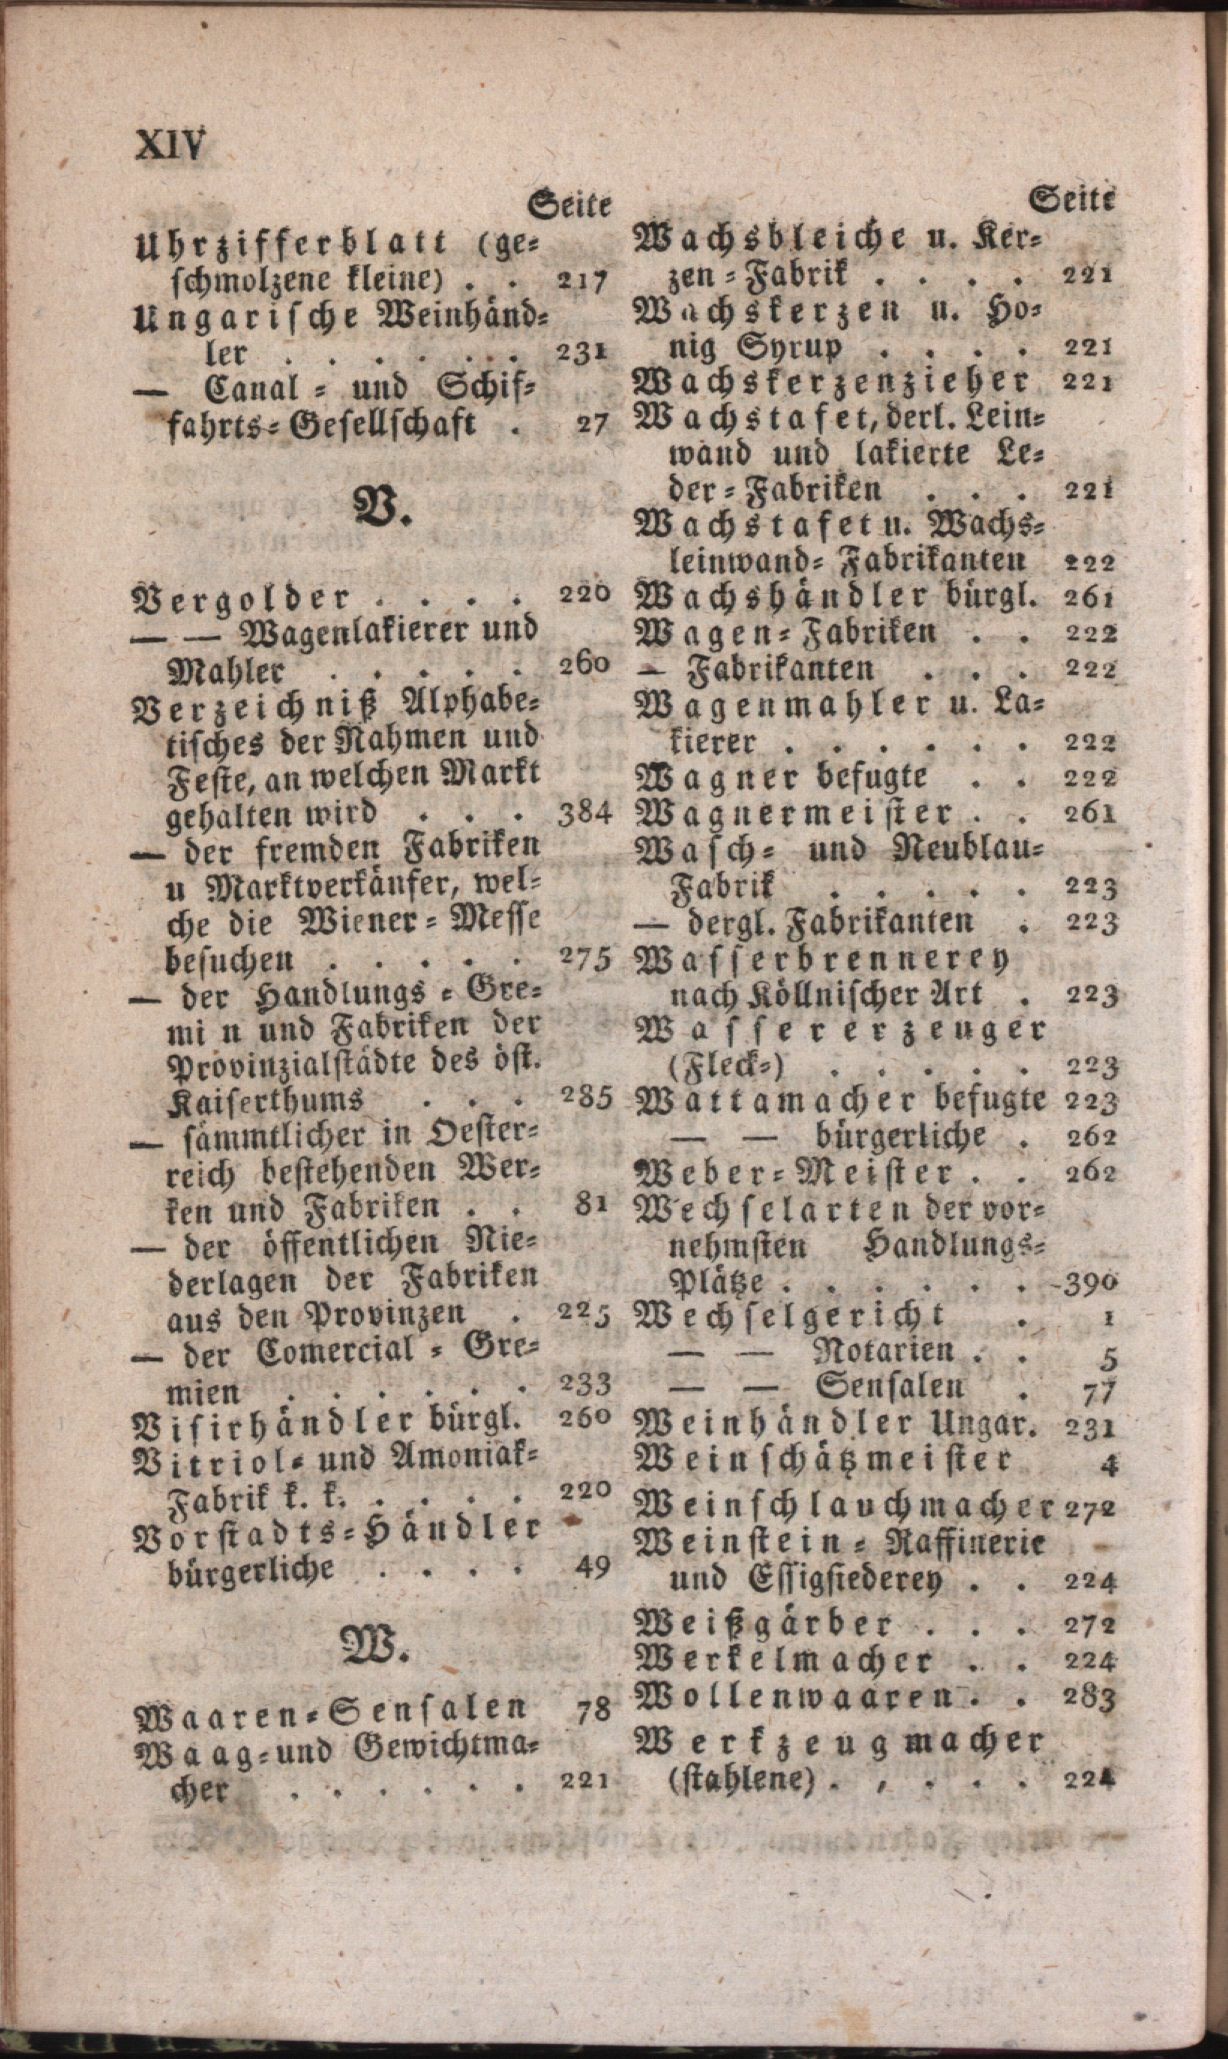 XIV
Seite
Uhrzifferblatt (ge-
schmolzene kleine) . . 217
Ungarische Weinhänd-
ler . . . . . . . 231
— Canal - und Schif-
fahrts-Gesellschaft . 27
V.
Vergolder . . . . 220
— — Wagenlakierer und
Mahler . . . . . 260
Verzeichniß Alphabe-
tisches der Nahmen und
Feste, an welchen Markt
gehalten wird . . . 384
— der fremden Fabriken
u Marktverkäufer, wel-
che die Wiener-Messe
besuchen . . . . . 275
— der Handlungs-Gre-
mi n und Fabriken der
Provinzialstädte des öst.
Kaiserthums . . . 285
— sämmtlicher in Oester-
reich bestehenden Wer-
ken und Fabriken . . 81
— der öffentlichen Nie-
derlagen der Fabriken
aus den Provinzen . 225
— der Comercial-Gre-
mien . . . . . . 233
Visirhändler bürgl. 260
Vitriol- und Amoniak-
Fabrik k. k. . . . . 220
Vorstadts-Händler
bürgerliche . . . . 49
W.
Waaren-Sensalen 78
Waag-und Gewichtma-
cher . . . . . . 221
Seite
Wachsbleiche u. Ker-
zen-Fabrik . . . . 221
Wachskerzen u. Ho-
nig Syrup . . . . 221
Wachskerzenzieher 221
Wachstafet, derl. Lein-
wand und lakierte Le-
der-Fabriken . . . 221
Wachstafet u. Wachs-
leinwand-Fabrikanten 222
Wachshändler bürgl. 261
Wagen-Fabriken . . 222
— Fabrikanten . . . 222
Wagenmahler u. La-
kierer . . . . . . 222
Wagner befugte . . 222
Wagnermeister . . 261
Wasch- und Neublau-
Fabrik . . . . . 223
— dergl. Fabrikanten . 223
Wasserbrennerey
nach Köllnischer Art . 223
Wassererzeuger
(Fleck-) . . . . . 223
Wattamacher befugte 223
— — bürgerliche . 262
Weber-Meister . . 262
Wechselarten der vor-
nehmsten Handlungs-
Plätze . . . . . . 390
Wechselgericht . 1
— — Notarien . . 5
— — Sensalen . 77
Weinhändler Ungar. 231
Weinschätzmeister 4
Weinschlauchmacher 272
Weinstein-Raffinerie
und Essigsiederey . . 224
Weißgärber . . . 272
Werkelmacher . . 224
Wollenwaaren . . 283
Werkzeugmacher
(stahlene) . , . . . 224